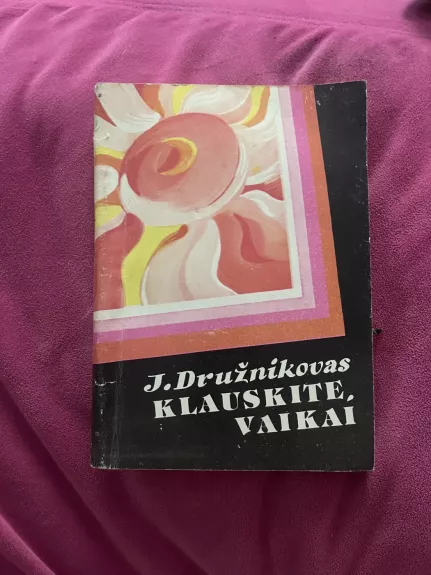 J. Družnikovas
KLAUSKITE,
VAIKAI